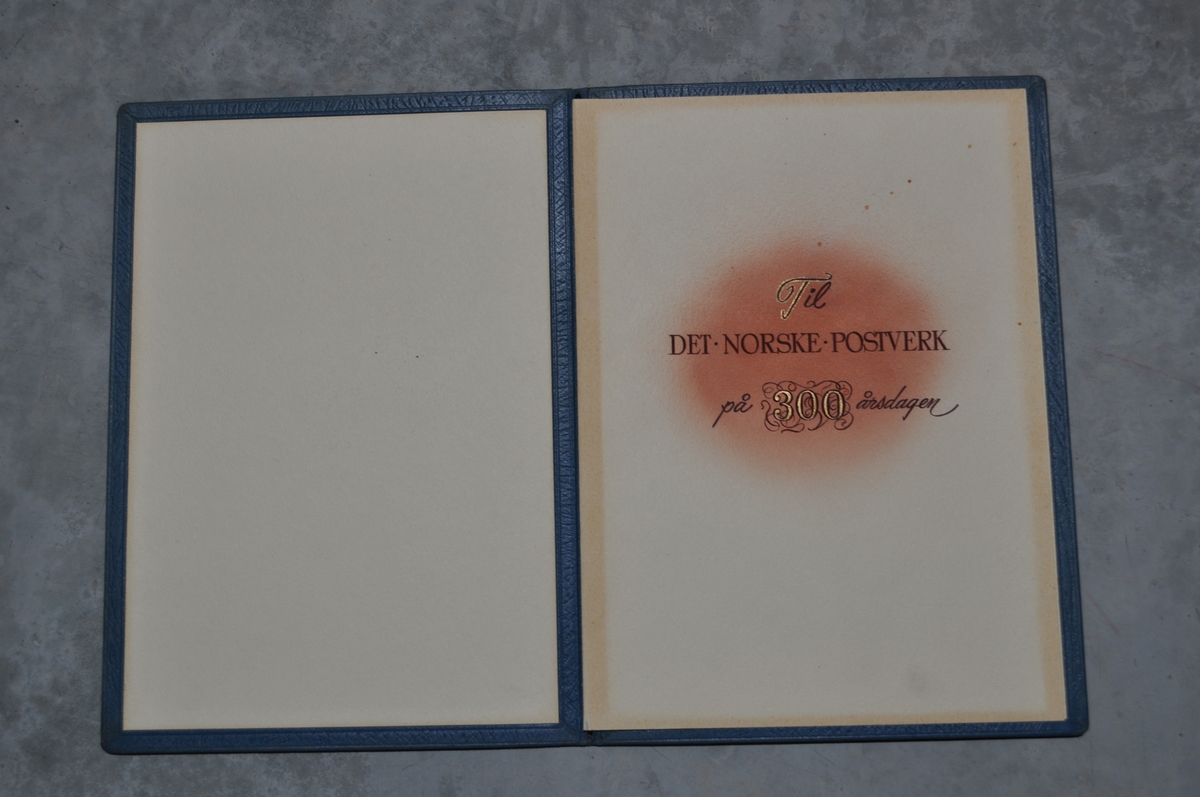 Til
DET·NORSKE·POSTVERK
på 300 årsdagen